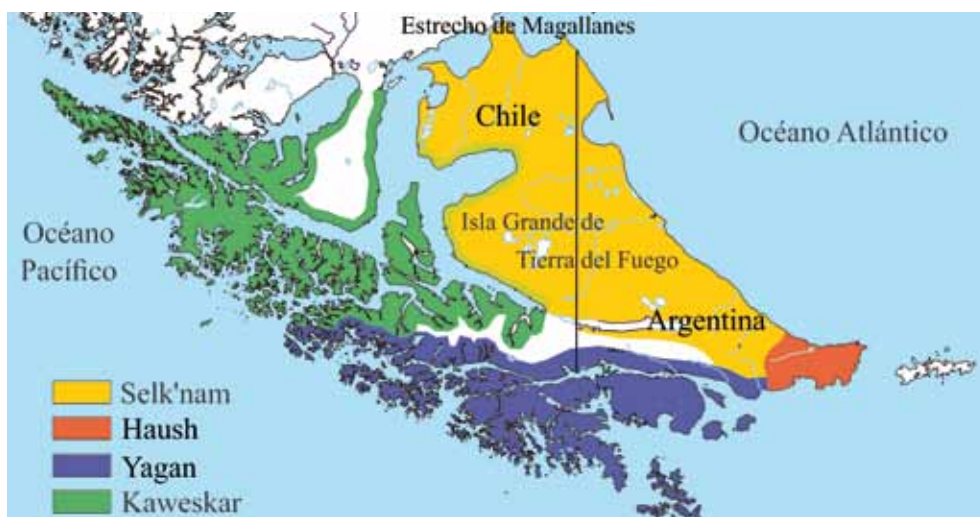 Estrecho de Magallanes
Chile
Océano Atlántico
Isla Grande de
Tierra del Fuego
Océano
Pacífico
Argentina
Selk'nam
Haush
Yagan
Kaweskar